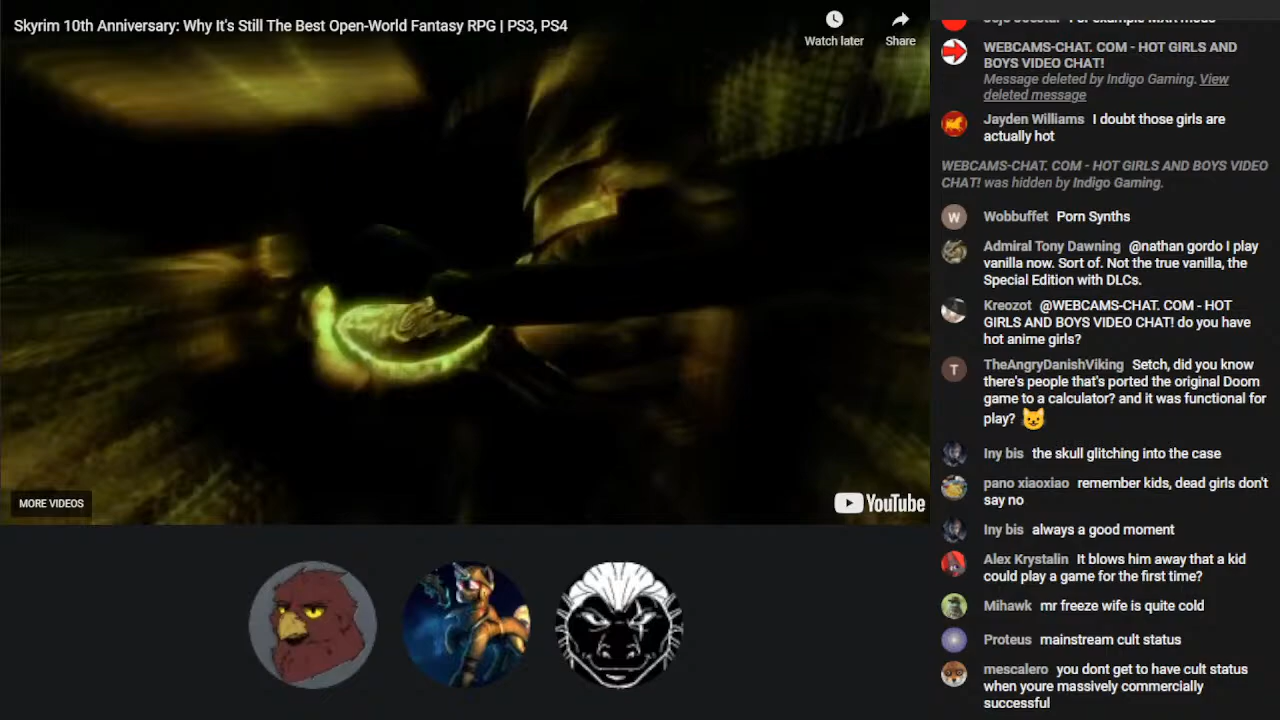 Skyrim 10th Anniversary: Why It's Still The Best Open-World Fantasy RPG | PS3, PS4
Watch later
Share
MORE VIDEOS
YouTube
WEBCAMS-CHAT. COM - HOT GIRLS AND
BOYS VIDEO CHAT!
Message deleted by Indigo Gaming. View
deleted message
Jayden Williams I doubt those girls are
actually hot
WEBCAMS-CHAT. COM - HOT GIRLS AND BOYS VIDEO
CHAT! was hidden by Indigo Gaming.
W
Wobbuffet Porn Synths
Admiral Tony Dawning @nathan gordo I play
vanilla now. Sort of. Not the true vanilla, the
Special Edition with DLCs.
Kreozot @WEBCAMS-CHAT. COM - HOT
GIRLS AND BOYS VIDEO CHAT! do you have
hot anime girls?
T
TheAngryDanishViking Setch, did you know
there's people that's ported the original Doom
game to a calculator? and it was functional for
play?
Iny bis the skull glitching into the case
pano xiaoxiao remember kids, dead girls don't
say no
Iny bis always a good moment
Alex Krystalin It blows him away that a kid
could play a game for the first time?
Mihawk mr freeze wife is quite cold
Proteus mainstream cult status
mescalero you dont get to have cult status
when youre massively commercially
successful